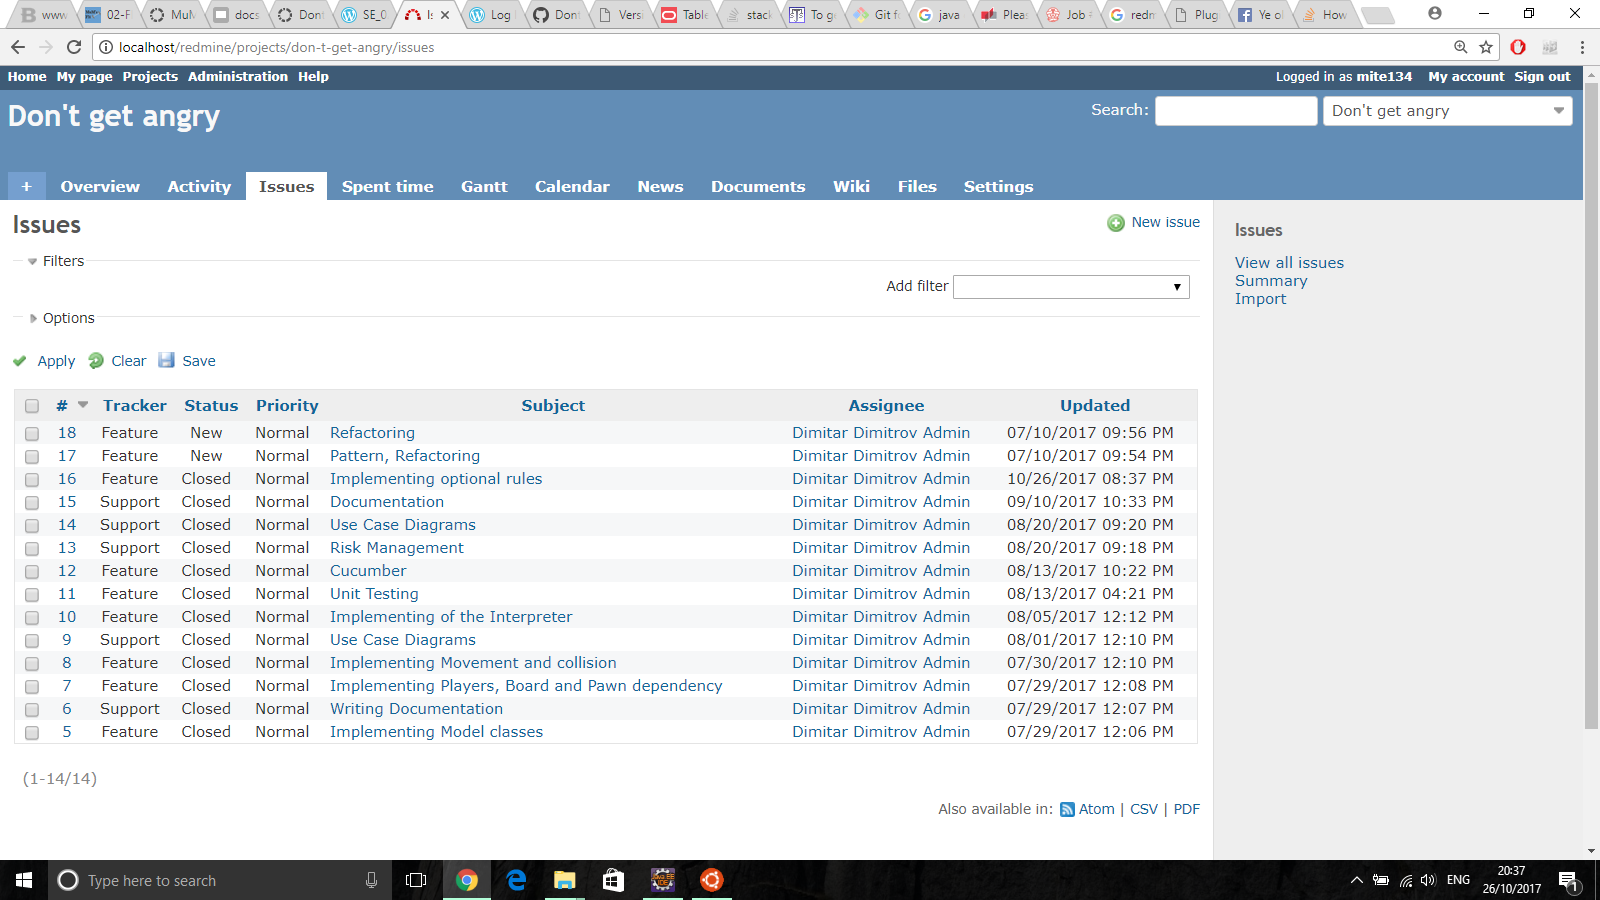 www 02-F MuM docs Dont SE_0 Is Log Dont Versi Table stack To ge Git fo java Pleas Job redm Plug Ye ol How
localhost/redmine/projects/don-t-get-angry/issues
Home My page Projects Administration Help Logged in as mite134 My account Sign out
Don't get angry Search: Don't get angry
+ Overview Activity Issues Spent time Gantt Calendar News Documents Wiki Files Settings
Issues New issue
Filters
Add filter
Options
Apply Clear Save
# Tracker Status Priority Subject Assignee Updated
18 Feature New Normal Refactoring Dimitar Dimitrov Admin 07/10/2017 09:56 PM
17 Feature New Normal Pattern, Refactoring Dimitar Dimitrov Admin 07/10/2017 09:54 PM
16 Feature Closed Normal Implementing optional rules Dimitar Dimitrov Admin 10/26/2017 08:37 PM
15 Support Closed Normal Documentation Dimitar Dimitrov Admin 09/10/2017 10:33 PM
14 Support Closed Normal Use Case Diagrams Dimitar Dimitrov Admin 08/20/2017 09:20 PM
13 Support Closed Normal Risk Management Dimitar Dimitrov Admin 08/20/2017 09:18 PM
12 Feature Closed Normal Cucumber Dimitar Dimitrov Admin 08/13/2017 10:22 PM
11 Feature Closed Normal Unit Testing Dimitar Dimitrov Admin 08/13/2017 04:21 PM
10 Feature Closed Normal Implementing of the Interpreter Dimitar Dimitrov Admin 08/05/2017 12:12 PM
9 Support Closed Normal Use Case Diagrams Dimitar Dimitrov Admin 08/01/2017 12:10 PM
8 Feature Closed Normal Implementing Movement and collision Dimitar Dimitrov Admin 07/30/2017 12:10 PM
7 Feature Closed Normal Implementing Players, Board and Pawn dependency Dimitar Dimitrov Admin 07/29/2017 12:08 PM
6 Support Closed Normal Writing Documentation Dimitar Dimitrov Admin 07/29/2017 12:07 PM
5 Feature Closed Normal Implementing Model classes Dimitar Dimitrov Admin 07/29/2017 12:06 PM
(1-14/14)
Also available in: Atom | CSV | PDF
Issues
View all issues
Summary
Import
Type here to search
ENG
20:37
26/10/2017
1